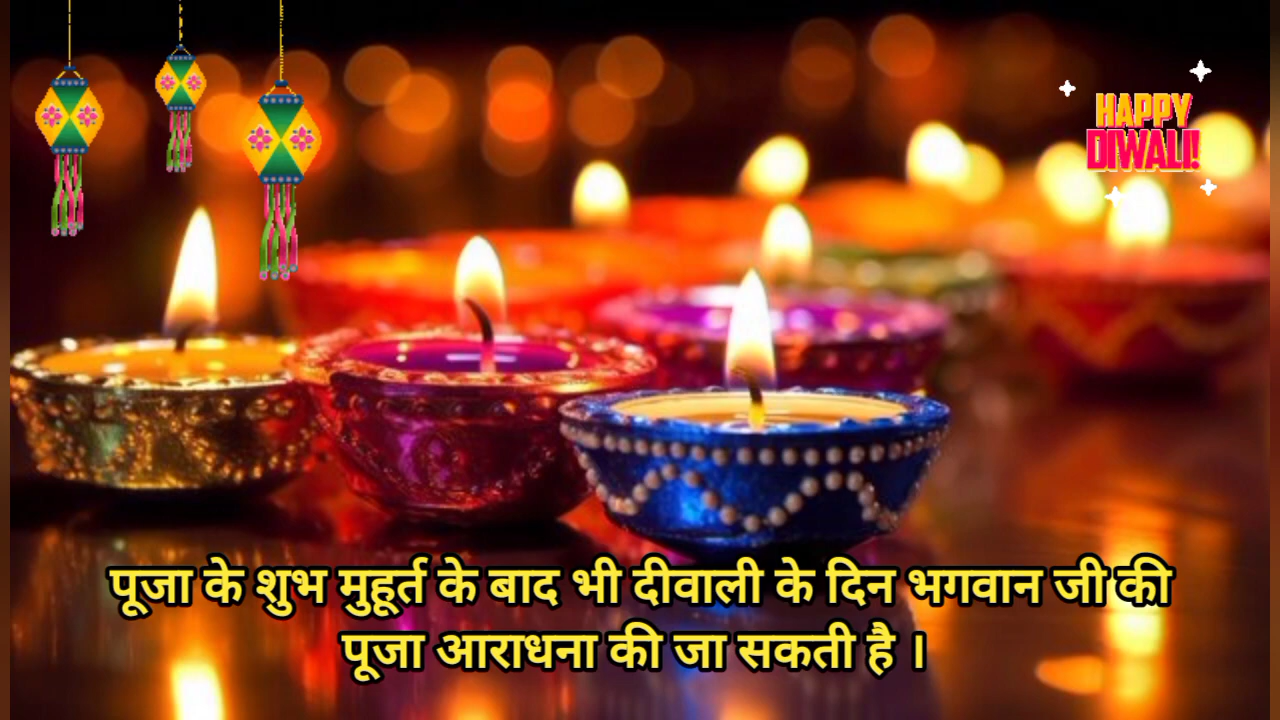 HAPPY
DIWALI!
पूजा के शुभ मुहूर्त के बाद भी दीवाली के दिन भगवान जी की
पूजा आराधना की जा सकती है ।